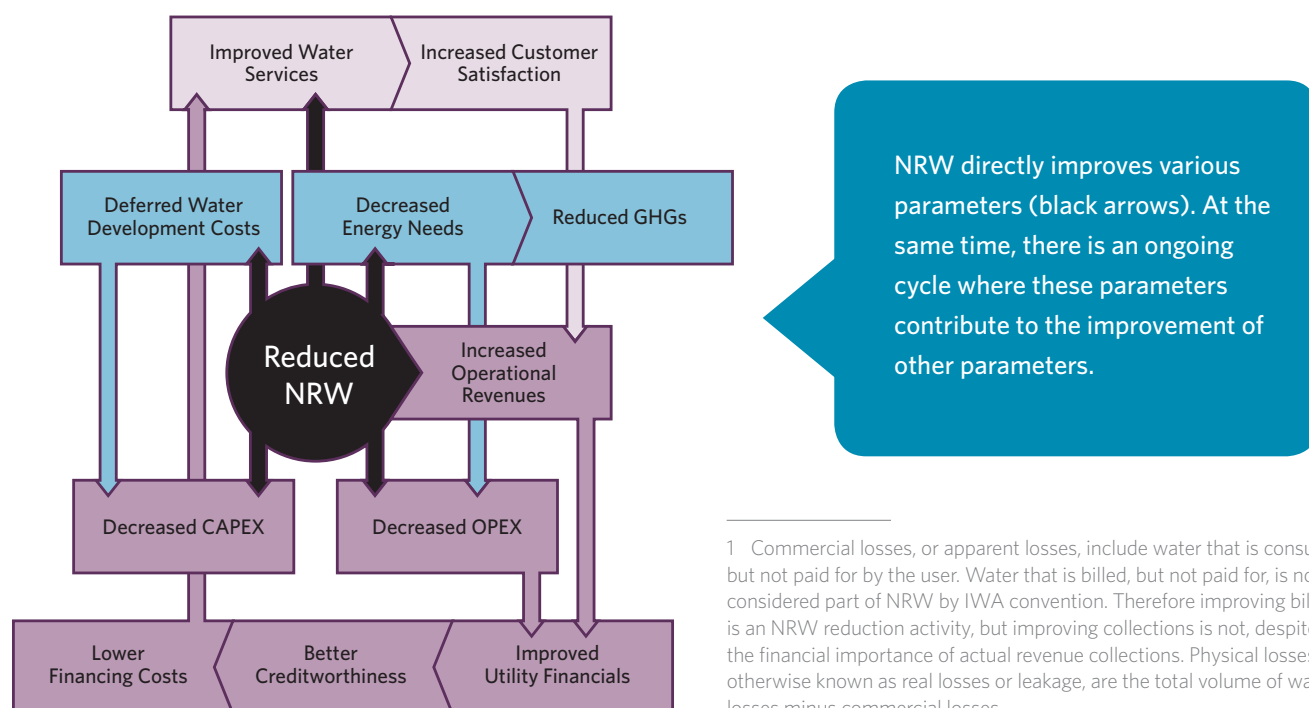 Improved Water
Services
Increased Customer
Satisfaction
Deferred Water
Development Costs
Decreased
Energy Needs
Reduced GHGs
Reduced
NRW
Increased
Operational
Revenues
Decreased CAPEX
Decreased OPEX
Lower
Financing Costs
Better
Creditworthiness
Improved
Utility Financials
NRW directly improves various
parameters (black arrows). At the
same time, there is an ongoing
cycle where these parameters
contribute to the improvement of
other parameters.
1 Commercial losses, or apparent losses, include water that is
but not paid for by the user. Water that is billed, but not paid for, is
considered part of NRW by IWA convention. Therefore improving
is an NRW reduction activity, but improving collections is not, despite
the financial importance of actual revenue collections. Physical losses
otherwise known as real losses or leakage, are the total volume of
losses minus commercial losses